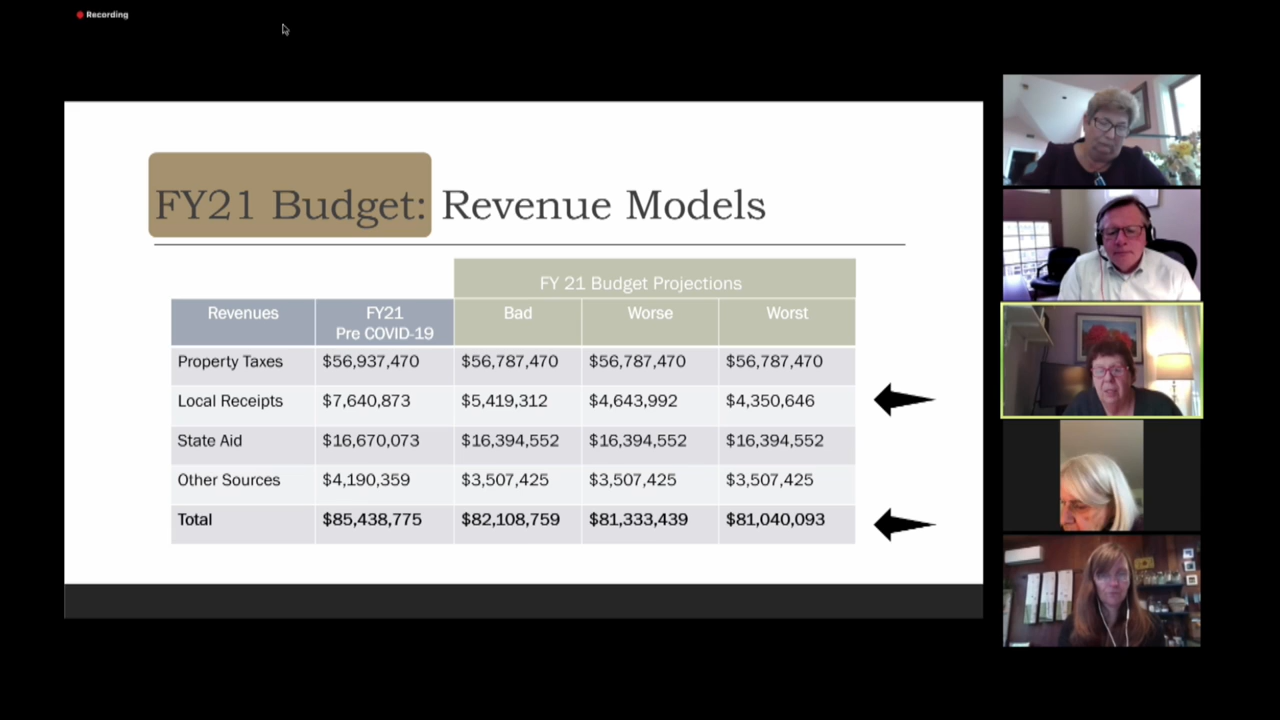 Recording
FY21 Budget: Revenue Models
FY 21 Budget Projections
Revenues FY21 Pre COVID-19 Bad Worse Worst
Property Taxes $56,937,470 $56,787,470 $56,787,470 $56,787,470
Local Receipts $7,640,873 $5,419,312 $4,643,992 $4,350,646
State Aid $16,670,073 $16,394,552 $16,394,552 $16,394,552
Other Sources $4,190,359 $3,507,425 $3,507,425 $3,507,425
Total $85,438,775 $82,108,759 $81,333,439 $81,040,093